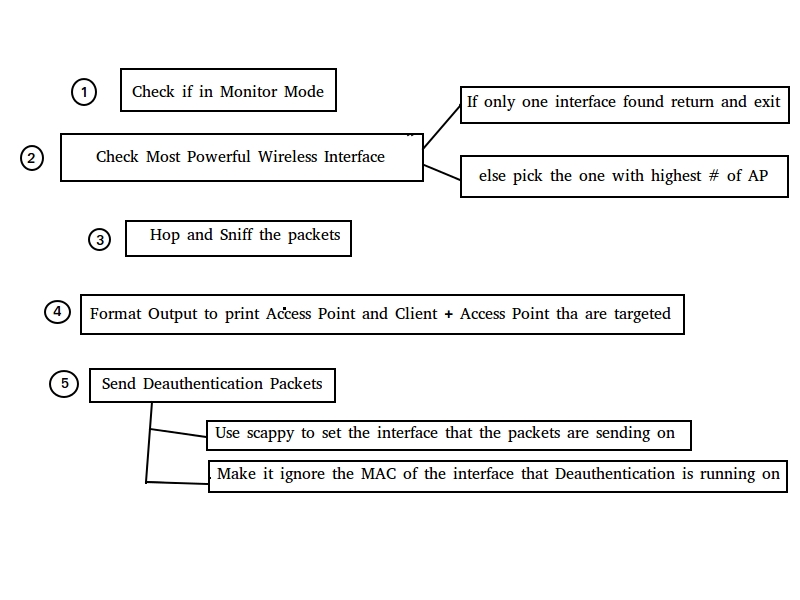 1 Check if in Monitor Mode
If only one interface found return and exit
2 Check Most Powerful Wireless Interface
else pick the one with highest # of AP
3 Hop and Sniff the packets
4 Format Output to print Access Point and Client + Access Point tha are targeted
5 Send Deauthentication Packets
Use scappy to set the interface that the packets are sending on
Make it ignore the MAC of the interface that Deauthentication is running on